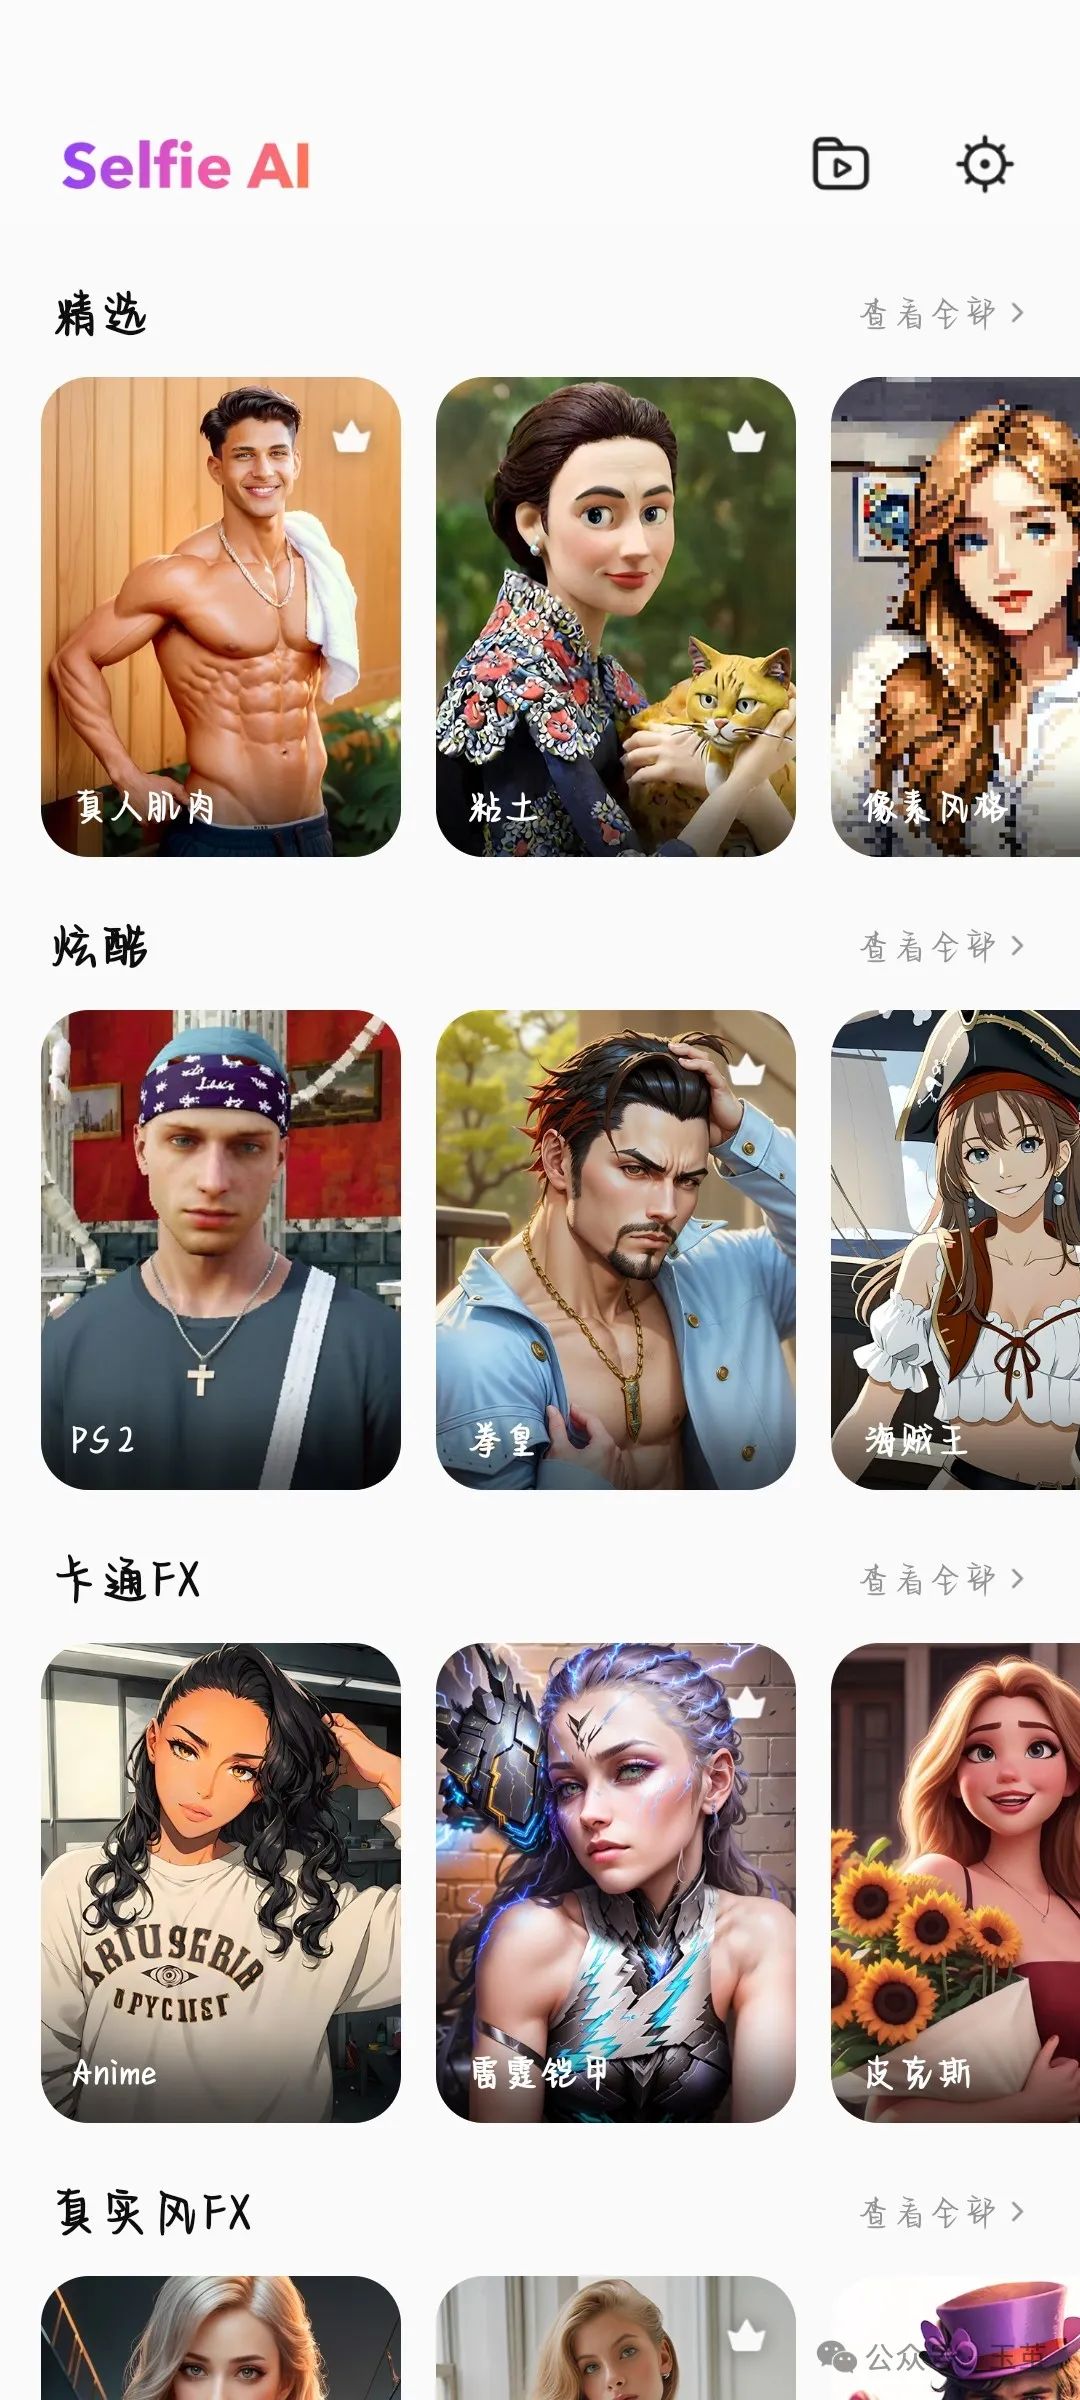 Selfie AI
精选
查看全部
真人肌肉
粘土
像素风格
炫酷
查看全部
PS2
拳皇
海贼王
卡通FX
查看全部
Anime
雷霆铠甲
皮克斯
真实风FX
查看全部
公众号